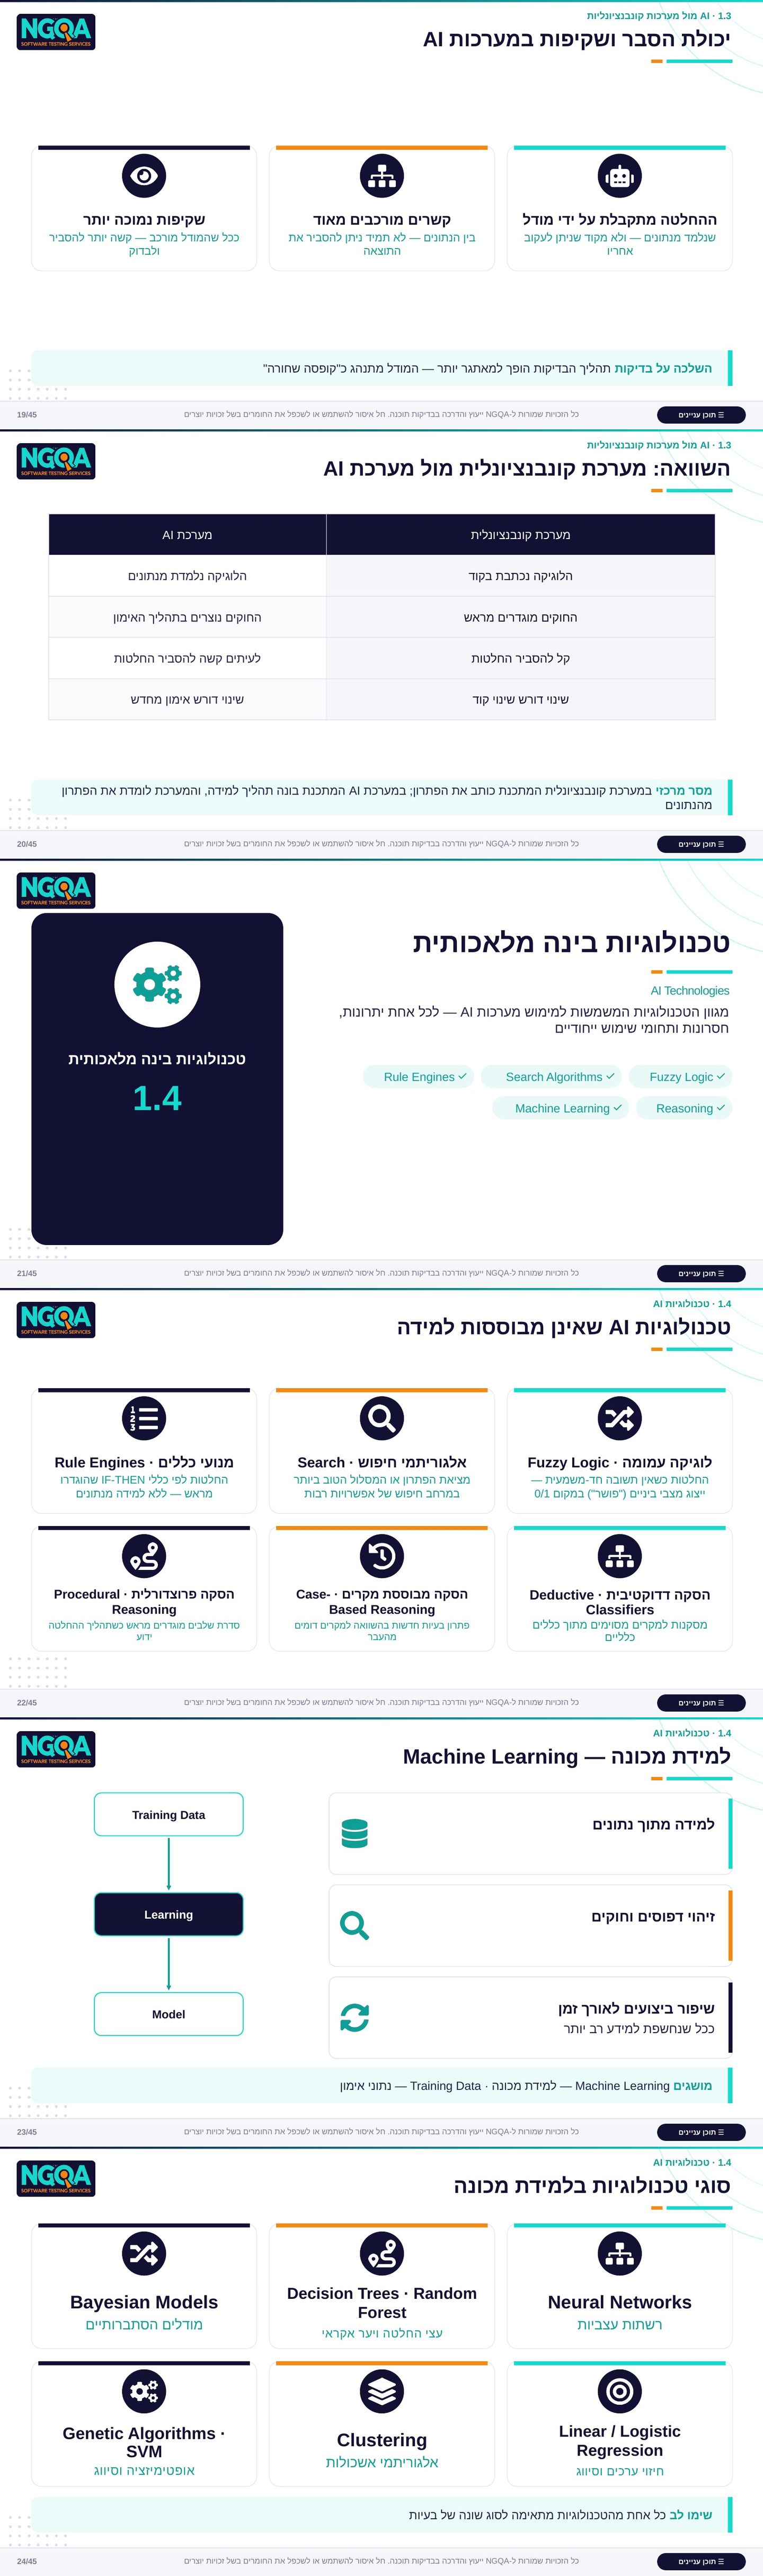 1.3 · AI מול מערכות קונבנציונליות
יכולת הסבר ושקיפות במערכות AI
NGQA
SOFTWARE TESTING SERVICES
ההחלטה מתקבלת על ידי מודל
שנלמד מנתונים — ולא מקוד שניתן לעקוב
אחריו
קשרים מורכבים מאוד
בין הנתונים — לא תמיד ניתן להסביר את
התוצאה
שקיפות נמוכה יותר
ככל שהמודל מורכב — קשה יותר להסביר
ולבדוק
השלכה על בדיקות תהליך הבדיקות הופך למאתגר יותר — המודל מתנהג כ"קופסה שחורה"
☰ תוכן עניינים
כל הזכויות שמורות ל-NGQA ייעוץ והדרכה בבדיקות תוכנה. חל איסור להשתמש או לשכפל את החומרים בשל זכויות יוצרים
19/45
1.3 · AI מול מערכות קונבנציונליות
השוואה: מערכת קונבנציונלית מול מערכת AI
NGQA
SOFTWARE TESTING SERVICES
מערכת קונבנציונלית
מערכת AI
הלוגיקה נכתבת בקוד
הלוגיקה נלמדת מנתונים
החוקים מוגדרים מראש
החוקים נוצרים בתהליך האימון
קל להסביר החלטות
לעיתים קשה להסביר החלטות
שינוי דורש שינוי קוד
שינוי דורש אימון מחדש
מסר מרכזי במערכת קונבנציונלית המתכנת כותב את הפתרון; במערכת AI המתכנת בונה תהליך למידה, והמערכת לומדת את הפתרון
מהנתונים
☰ תוכן עניינים
כל הזכויות שמורות ל-NGQA ייעוץ והדרכה בבדיקות תוכנה. חל איסור להשתמש או לשכפל את החומרים בשל זכויות יוצרים
20/45
NGQA
SOFTWARE TESTING SERVICES
טכנולוגיות בינה מלאכותית
AI Technologies
מגוון הטכנולוגיות המשמשות למימוש מערכות AI — לכל אחת יתרונות,
חסרונות ותחומי שימוש ייחודיים
✓ Fuzzy Logic
✓ Search Algorithms
✓ Rule Engines
✓ Reasoning
✓ Machine Learning
טכנולוגיות בינה מלאכותית
1.4
☰ תוכן עניינים
כל הזכויות שמורות ל-NGQA ייעוץ והדרכה בבדיקות תוכנה. חל איסור להשתמש או לשכפל את החומרים בשל זכויות יוצרים
21/45
1.4 · טכנולוגיות AI
טכנולוגיות AI שאינן מבוססות למידה
NGQA
SOFTWARE TESTING SERVICES
לוגיקה עמומה · Fuzzy Logic
החלטות כשאין תשובה חד-משמעית —
ייצוג מצבי ביניים ("פושר") במקום 0/1
אלגוריתמי חיפוש · Search
מציאת הפתרון או המסלול הטוב ביותר
במרחב חיפוש של אפשרויות רבות
מנועי כללים · Rule Engines
החלטות לפי כללי IF-THEN שהוגדרו
מראש — ללא למידה מנתונים
הסקה דדוקטיבית · Deductive
Classifiers
מסקנות למקרים מסוימים מתוך כללים
כלליים
הסקה מבוססת מקרים · Case-
Based Reasoning
פתרון בעיות חדשות בהשוואה למקרים דומים
מהעבר
הסקה פרוצדורלית · Procedural
Reasoning
סדרת שלבים מוגדרים מראש כשתהליך ההחלטה
ידוע
☰ תוכן עניינים
כל הזכויות שמורות ל-NGQA ייעוץ והדרכה בבדיקות תוכנה. חל איסור להשתמש או לשכפל את החומרים בשל זכויות יוצרים
22/45
1.4 · טכנולוגיות AI
למידת מכונה — Machine Learning
NGQA
SOFTWARE TESTING SERVICES
למידה מתוך נתונים
זיהוי דפוסים וחוקים
שיפור ביצועים לאורך זמן
ככל שנחשפת למידע רב יותר
Training Data
Learning
Model
מושגים Machine Learning — למידת מכונה · Training Data — נתוני אימון
☰ תוכן עניינים
כל הזכויות שמורות ל-NGQA ייעוץ והדרכה בבדיקות תוכנה. חל איסור להשתמש או לשכפל את החומרים בשל זכויות יוצרים
23/45
1.4 · טכנולוגיות AI
סוגי טכנולוגיות בלמידת מכונה
NGQA
SOFTWARE TESTING SERVICES
Neural Networks
רשתות עצביות
Decision Trees · Random
Forest
עצי החלטה ויער אקראי
Bayesian Models
מודלים הסתברותיים
Linear / Logistic
Regression
חיזוי ערכים וסיווג
Clustering
אלגוריתמי אשכולות
Genetic Algorithms ·
SVM
אופטימיזציה וסיווג
שימו לב כל אחת מהטכנולוגיות מתאימה לסוג שונה של בעיות
☰ תוכן עניינים
כל הזכויות שמורות ל-NGQA ייעוץ והדרכה בבדיקות תוכנה. חל איסור להשתמש או לשכפל את החומרים בשל זכויות יוצרים
24/45